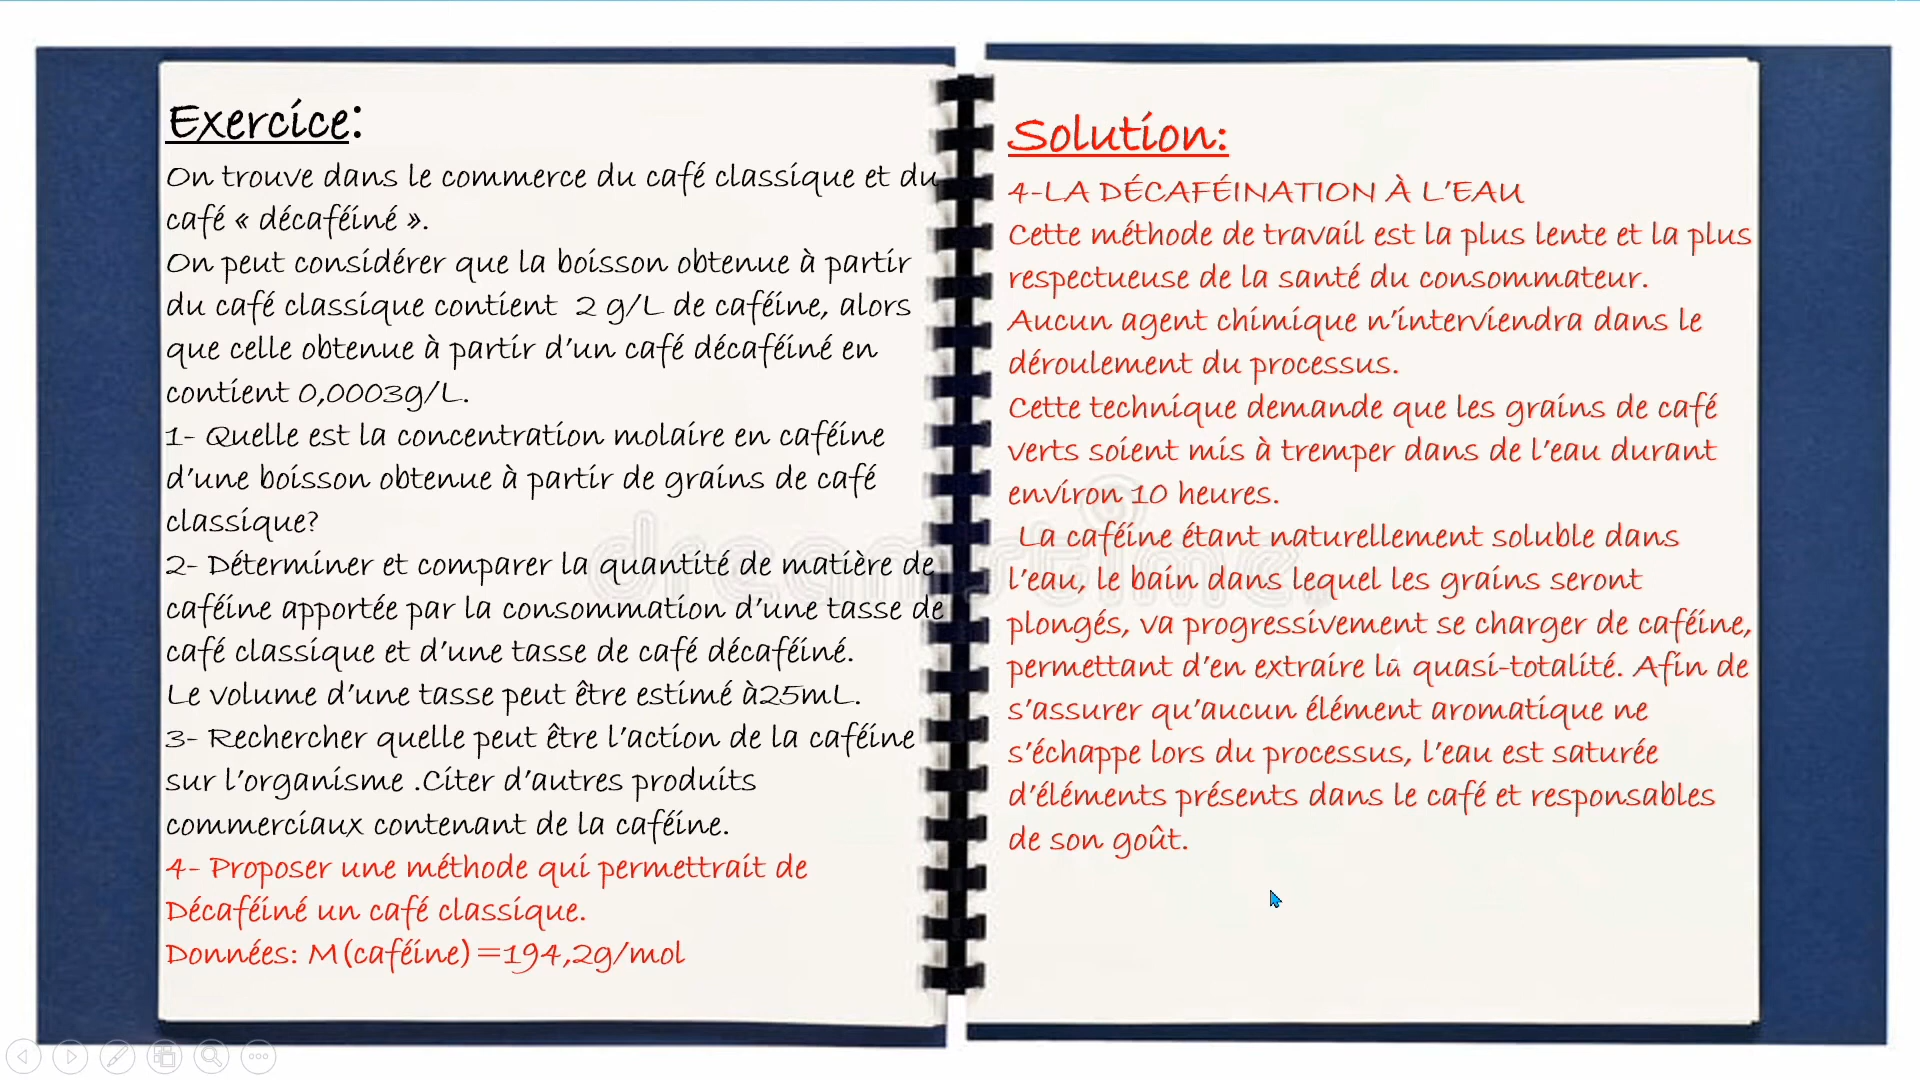 Exercice:
On trouve dans le commerce du café classique et du
café « décaféiné ».
On peut considérer que la boisson obtenue à partir
du café classique contient 2 g/L de caféine, alors
que celle obtenue à partir d'un café décaféiné en
contient 0,0003g/L.
1- Quelle est la concentration molaire en caféine
d'une boisson obtenue à partir de grains de café
classique?
2- Déterminer et comparer la quantité de matière de
caféine apportée par la consommation d'une tasse de
café classique et d'une tasse de café décaféiné.
Le volume d'une tasse peut être estimé à25mL.
3- Rechercher quelle peut être l'action de la caféine
sur l'organisme .Citer d'autres produits
commerciaux contenant de la caféine.
4- Proposer une méthode qui permettrait de
Décaféiné un café classique.
Données: M(caféine)=194,2g/mol
Solution:
4-LA DÉCAFÉINATION À L'EAU
Cette méthode de travail est la plus lente et la plus
respectueuse de la santé du consommateur.
Aucun agent chimique n'interviendra dans le
déroulement du processus.
Cette technique demande que les grains de café
verts soient mis à tremper dans de l'eau durant
environ 10 heures.
La caféine étant naturellement soluble dans
l'eau, le bain dans lequel les grains seront
plongés, va progressivement se charger de caféine,
permettant d'en extraire la quasi-totalité. Afin de
s'assurer qu'aucun élément aromatique ne
s'échappe lors du processus, l'eau est saturée
d'éléments présents dans le café et responsables
de son goût.
dreamstime